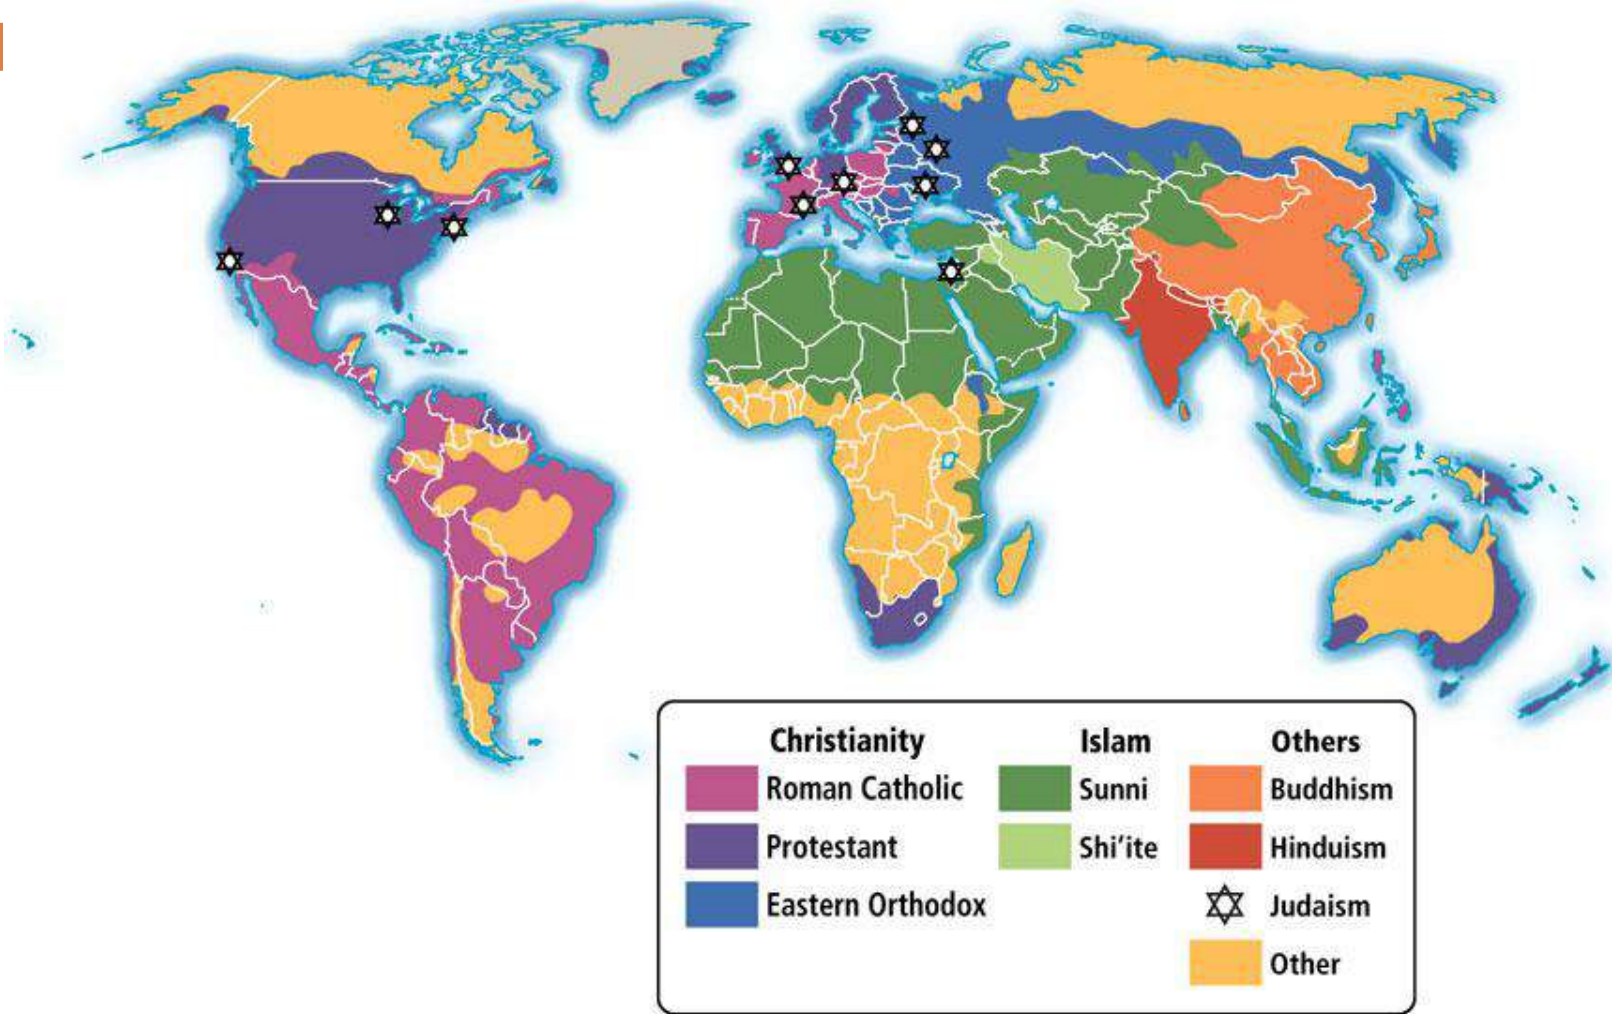 Christianity
Roman Catholic
Protestant
Eastern Orthodox
Islam
Sunni
Shi’ite
Others
Buddhism
Hinduism
Judaism
Other